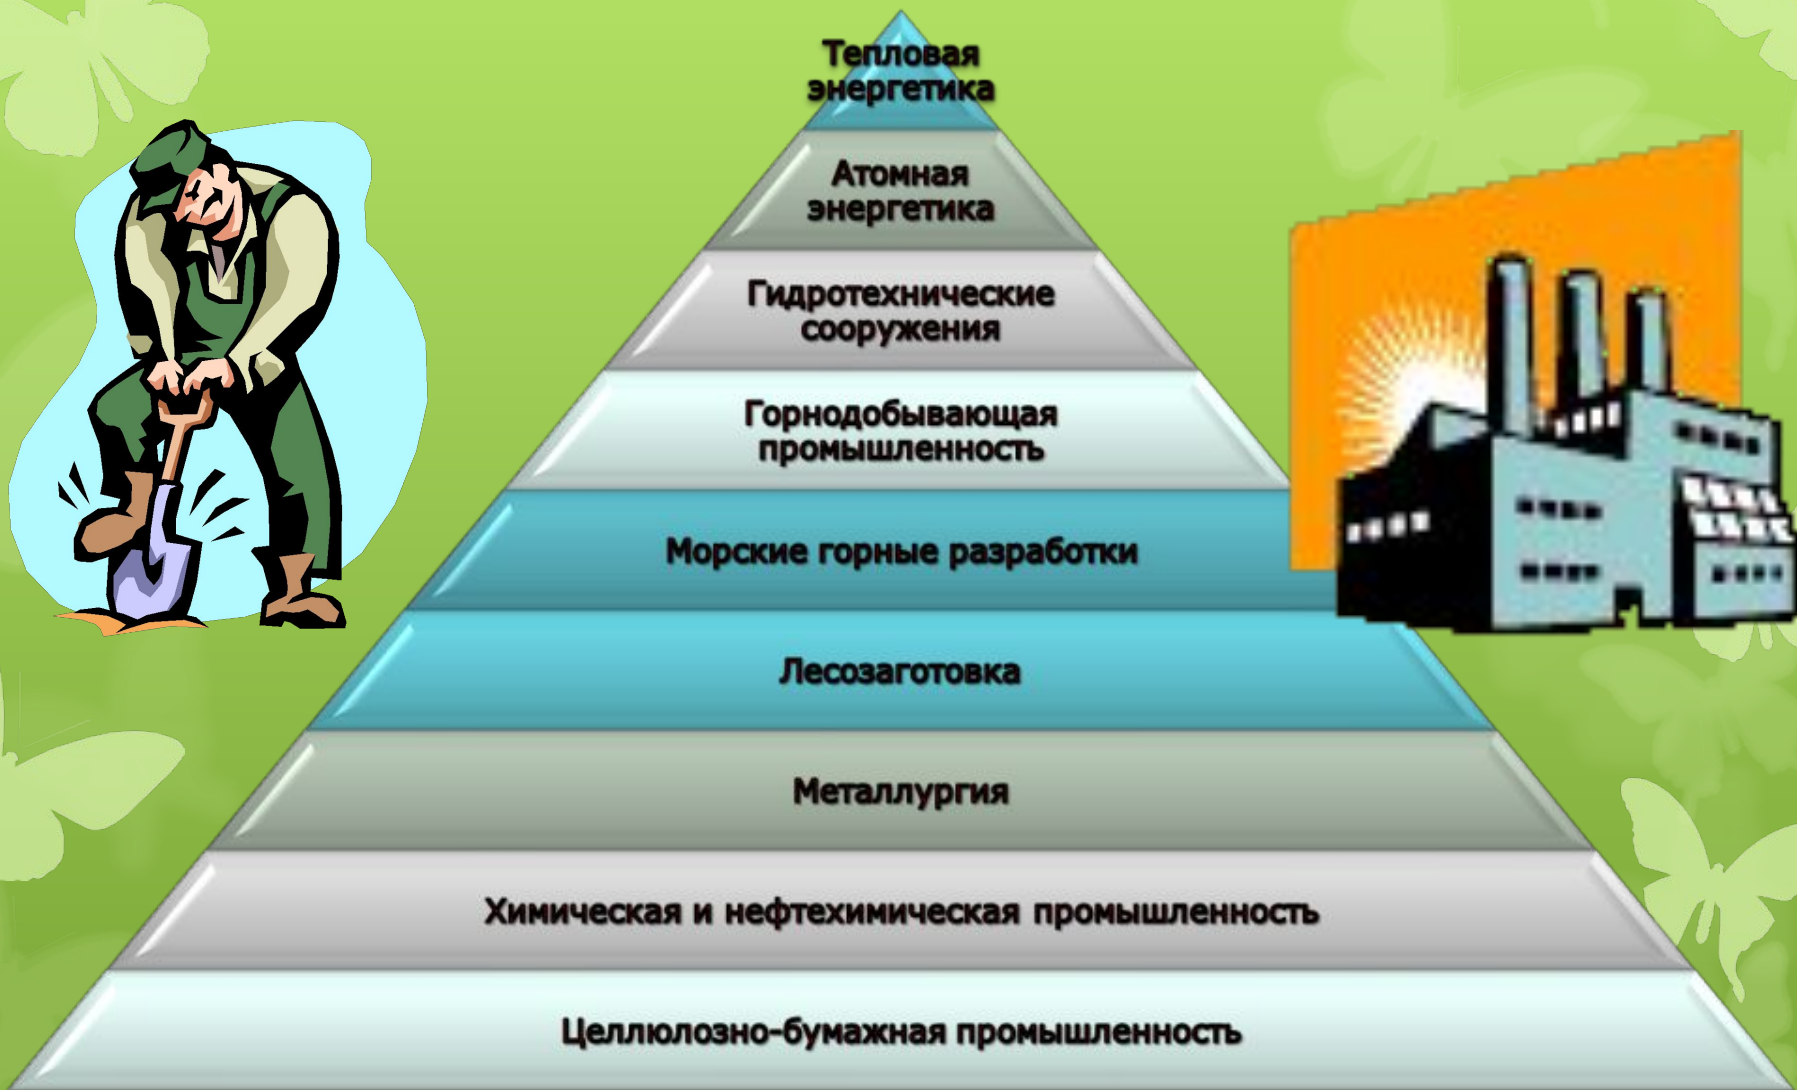 Тепловая
энергетика
Атомная
энергетика
Гидротехнические
сооружения
Горнодобывающая
промышленность
Морские горные разработки
Лесозаготовка
Металлургия
Химическая и нефтехимическая промышленность
Целлюлозно-бумажная промышленность